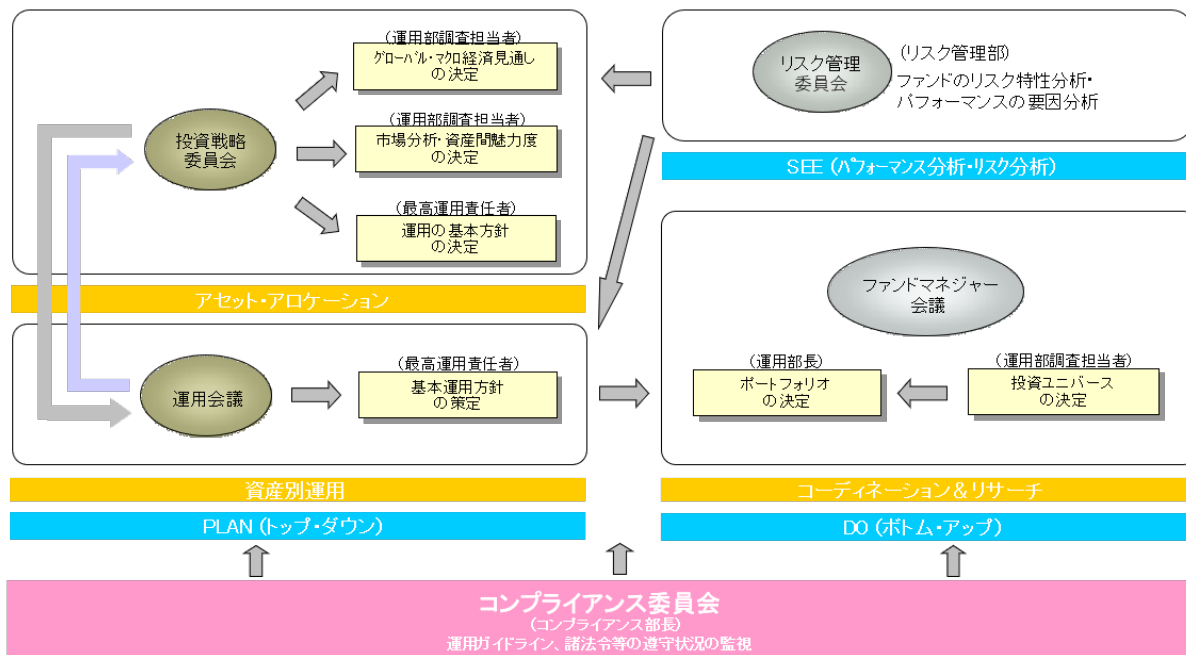 (運用部調査担当者)
グローバル・マクロ経済見通し
の決定
投資戦略
委員会
(運用部調査担当者)
市場分析・資産間魅力度
の決定
(最高運用責任者)
運用の基本方針
の決定
アセット・アロケーション
運用会議
(最高運用責任者)
基本運用方針
の策定
資産別運用
PLAN (トップ・ダウン)
リスク管理
委員会
(リスク管理部)
ファンドのリスク特性分析・
パフォーマンスの要因分析
SEE (パフォーマンス分析・リスク分析)
ファンドマネジャー
会議
(運用部長)
ポートフォリオ
の決定
(運用部調査担当者)
投資ユニバース
の決定
コーディネーション&リサーチ
DO (ボトム・アップ)
コンプライアンス委員会
(コンプライアンス部長)
運用ガイドライン、諸法令等の遵守状況の監視